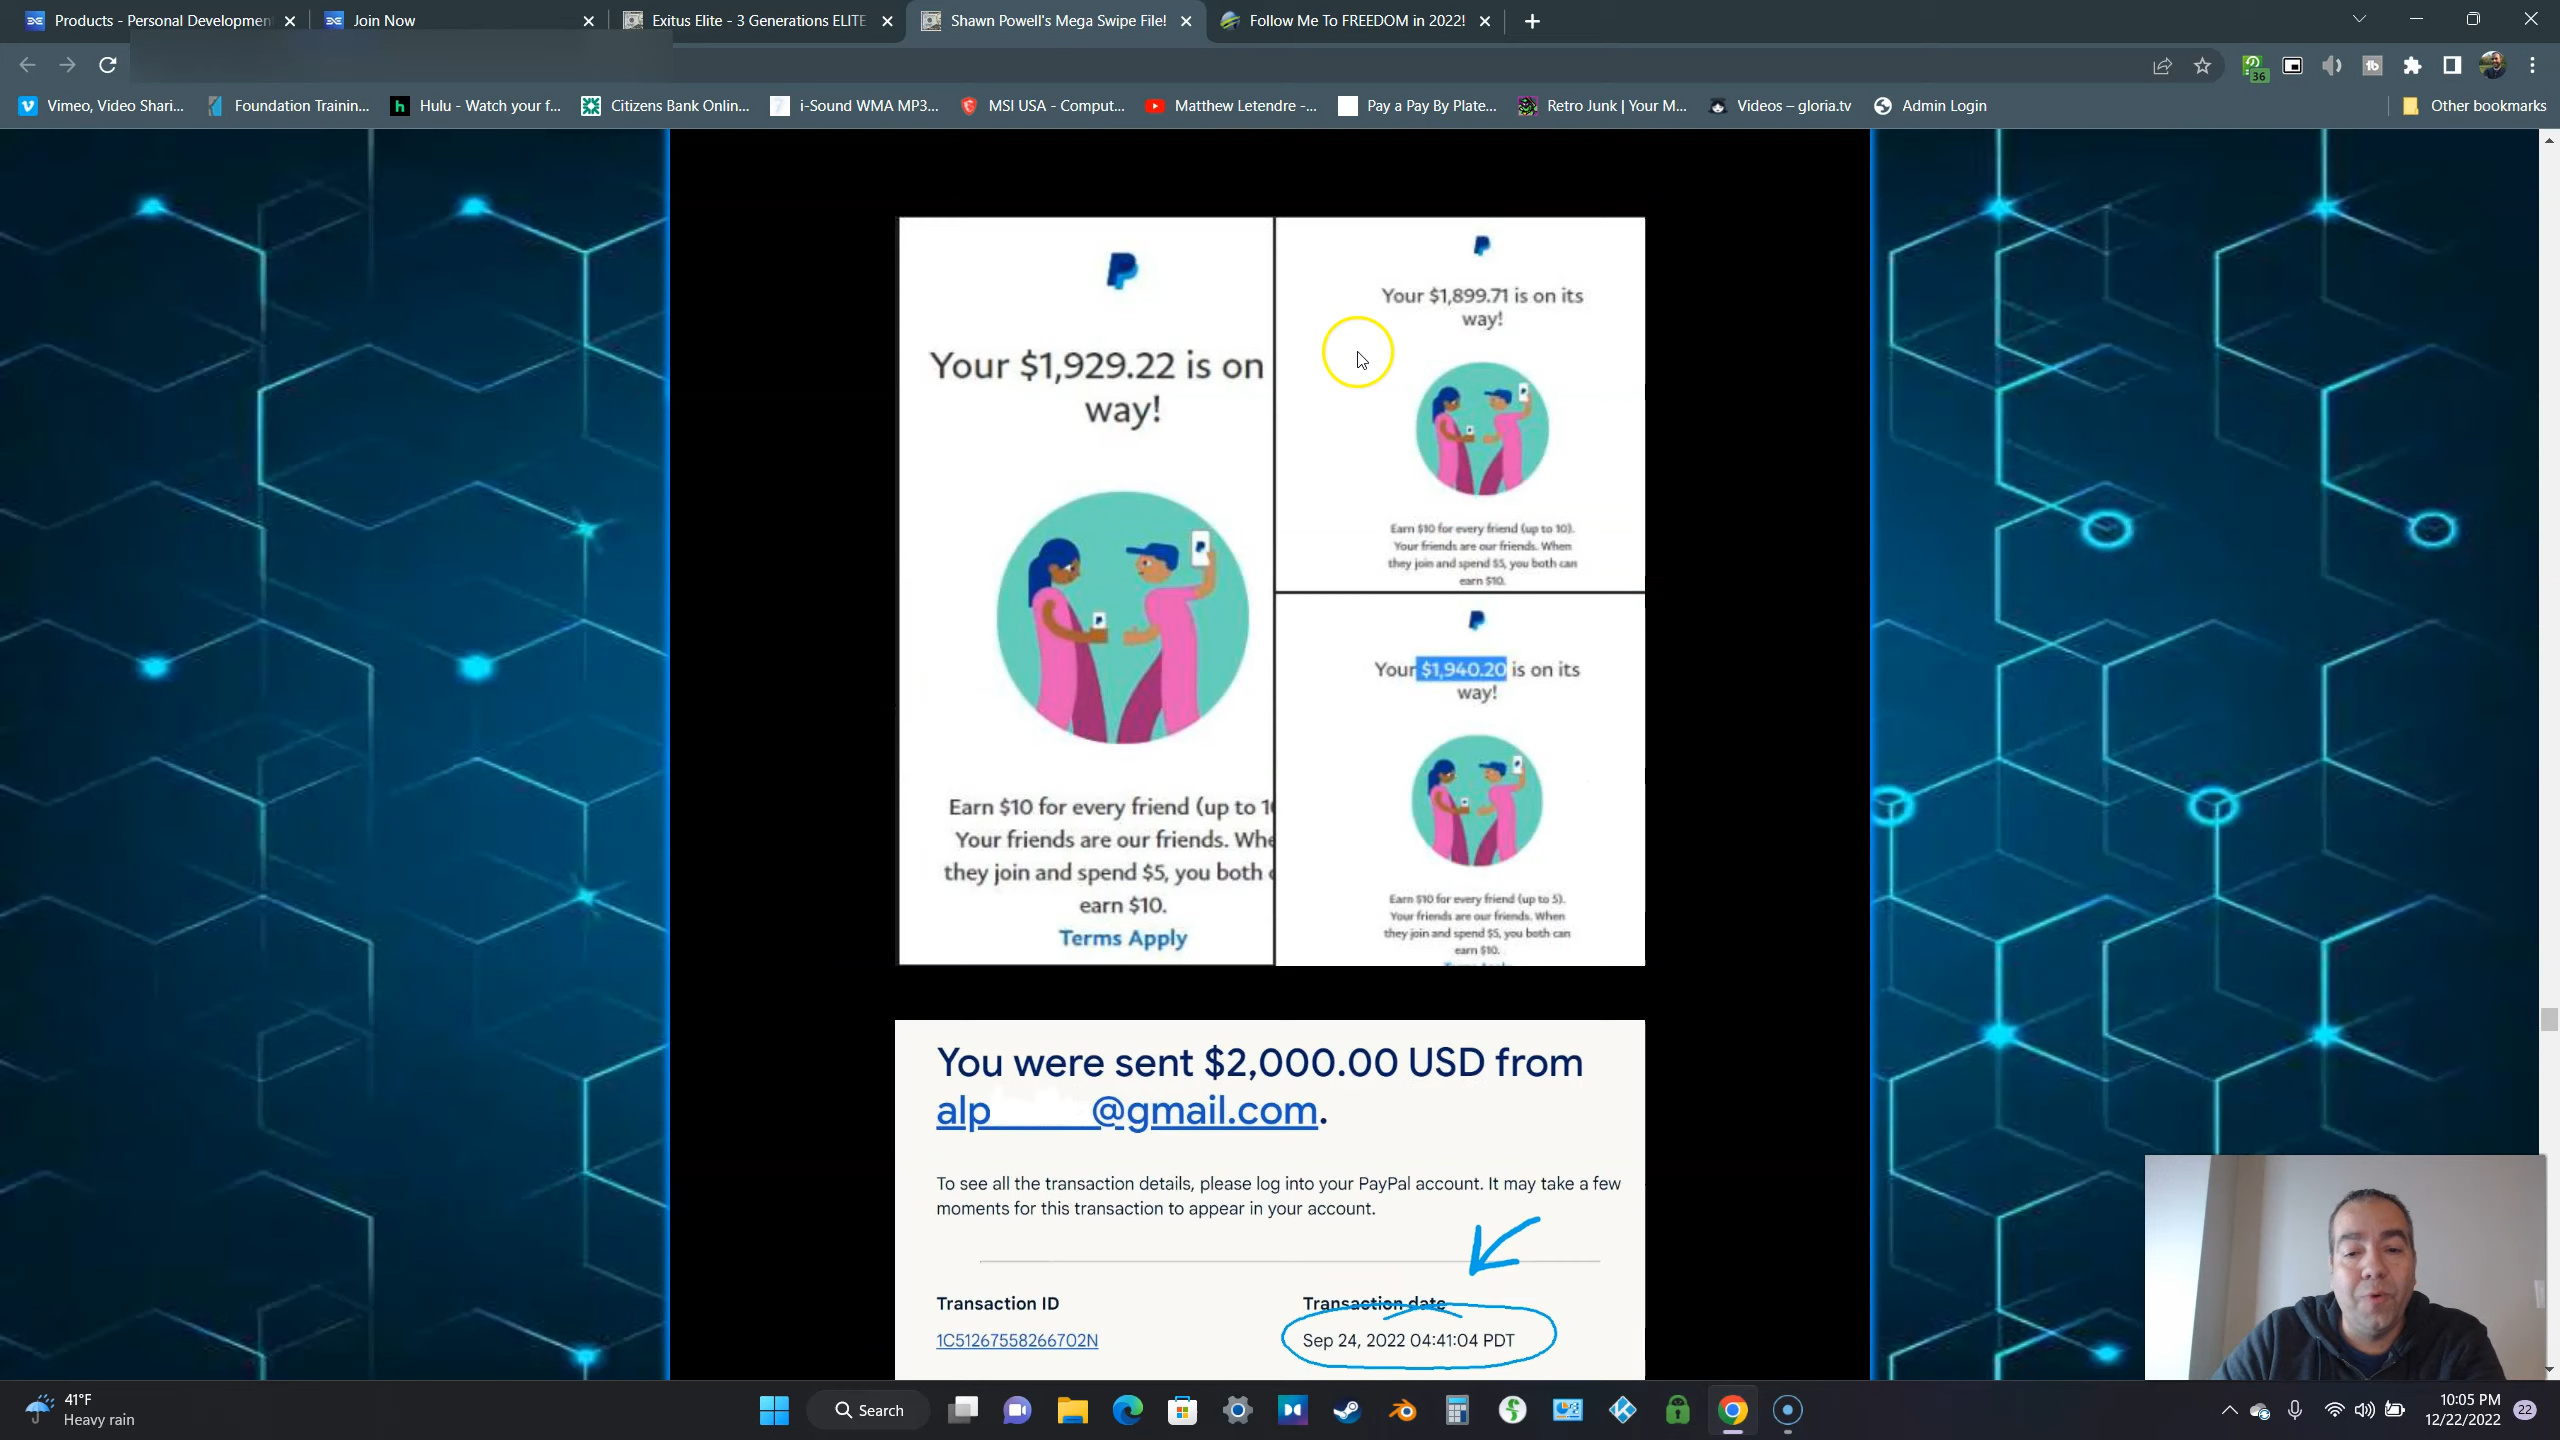 Products - Personal Development
Join Now
Exitus Elite - 3 Generations ELITE
Shawn Powell's Mega Swipe File!
Follow Me To FREEDOM in 2022!
36
Vimeo, Video Shari...
Foundation Trainin...
Hulu - Watch your f...
Citizens Bank Onlin...
i-Sound WMA MP3...
MSI USA - Comput...
Matthew Letendre -...
Pay a Pay By Plate...
Retro Junk | Your M...
Videos – gloria.tv
Admin Login
Other bookmarks
Your $1,929.22 is on
way!
Earn $10 for every friend (up to 10
Your friends are our friends. Whe
they join and spend $5, you both c
earn $10.
Terms Apply
Your $1,899.71 is on its
way!
Earn $10 for every friend (up to 10).
Your friends are our friends. When
they join and spend $5, you both can
earn $10.
Your $1,940.20 is on its
way!
Earn $10 for every friend (up to 5).
Your friends are our friends. When
they join and spend $5, you both can
earn $10.
You were sent $2,000.00 USD from
alp @gmail.com.
To see all the transaction details, please log into your PayPal account. It may take a few
moments for this transaction to appear in your account.
Transaction ID
Transaction date
1C51267558266702N
Sep 24, 2022 04:41:04 PDT
41°F
Heavy rain
Search
10:05 PM
12/22/2022
22